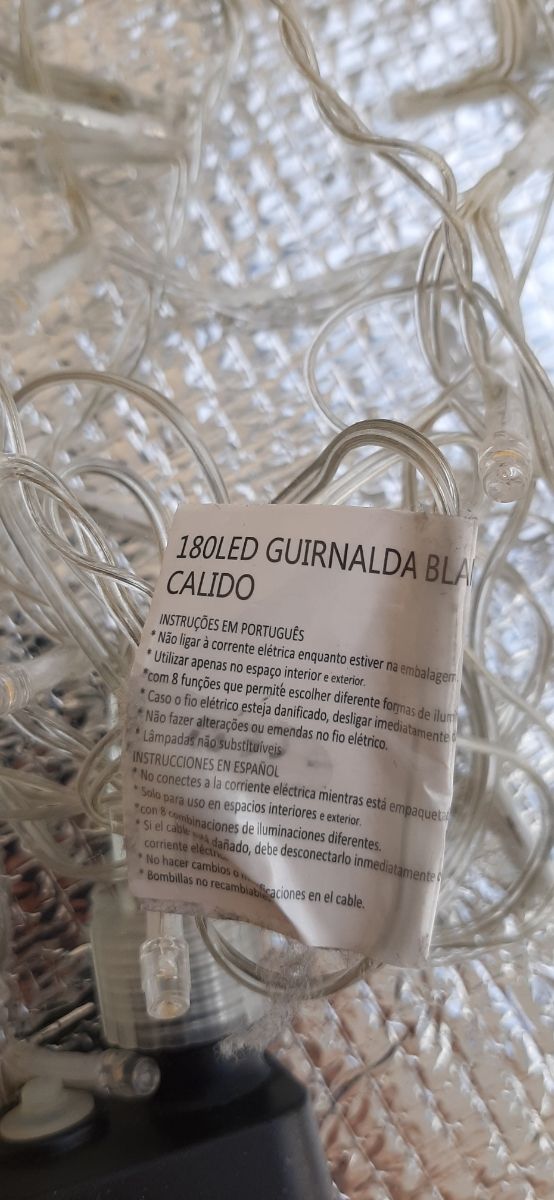 180LED GUIRNALDA BLA
CALIDO
INSTRUÇÕES EM PORTUGUÊS
* Não ligar à corrente elétrica enquanto estiver na embalagem
* Utilizar apenas no espaço interior e exterior.
*com 8 funções que permite escolher diferente formas de ilum
* Caso o fio elétrico esteja danificado, desligar imediatamente
* Não fazer alterações ou emendas no fio elétrico.
* Lâmpadas não substituíveis
INSTRUCCIONES EN ESPAÑOL
* No conectes a la corriente eléctrica mientras está empaqueta
* Solo para uso en espacios interiores e exterior.
*con 8 combinaciones de iluminaciones diferentes.
* Si el cable dañado, debe desconectarlo inmediatamente
corriente eléctric
* No hacer cambios o ficaciones en el cable.
* Bombillas no recambiable